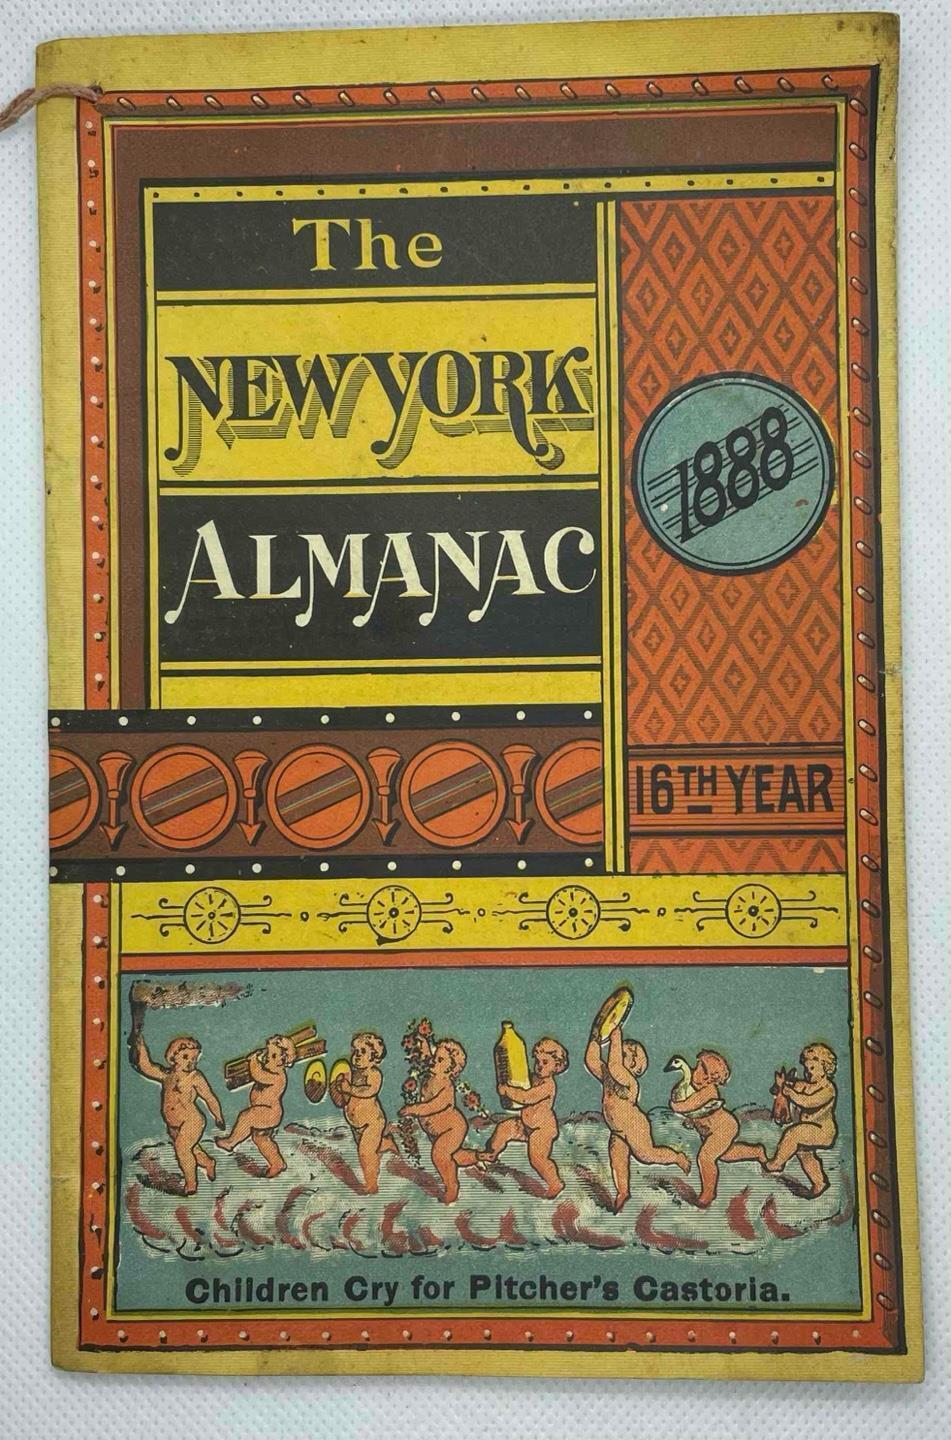 The
NEW YORK
ALMANAC
1888
16TH YEAR
Children Cry for Pitcher's Castoria.